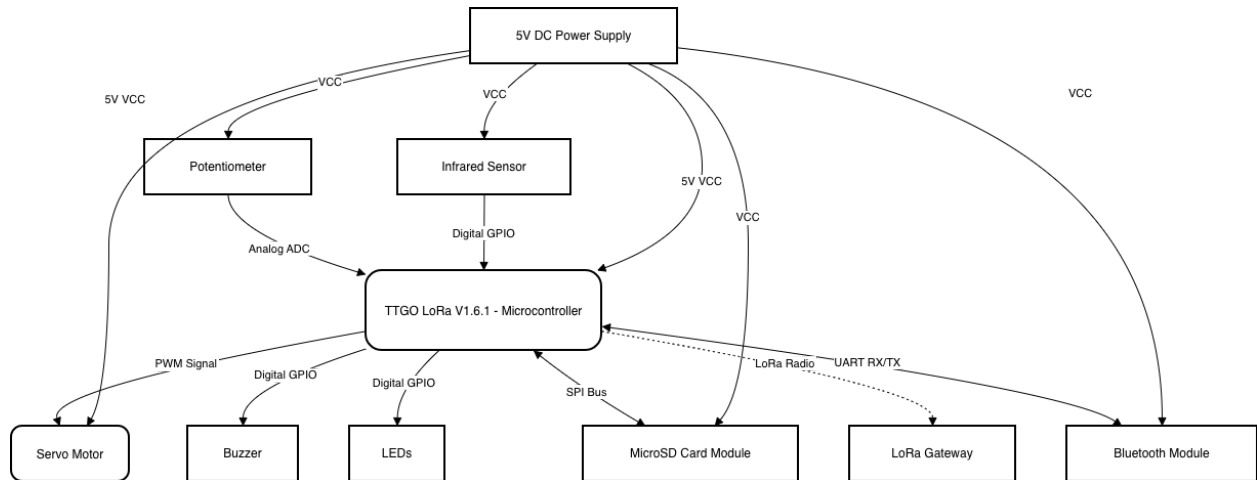 5V DC Power Supply
VCC
5V VCC
VCC
VCC
Potentiometer
Infrared Sensor
5V VCC
VCC
Digital GPIO
Analog ADC
TTGO LoRa V1.6.1 - Microcontroller
PWM Signal
LoRa Radio
UART RX/TX
Digital GPIO
Digital GPIO
SPI Bus
Servo Motor
Buzzer
LEDs
MicroSD Card Module
LoRa Gateway
Bluetooth Module